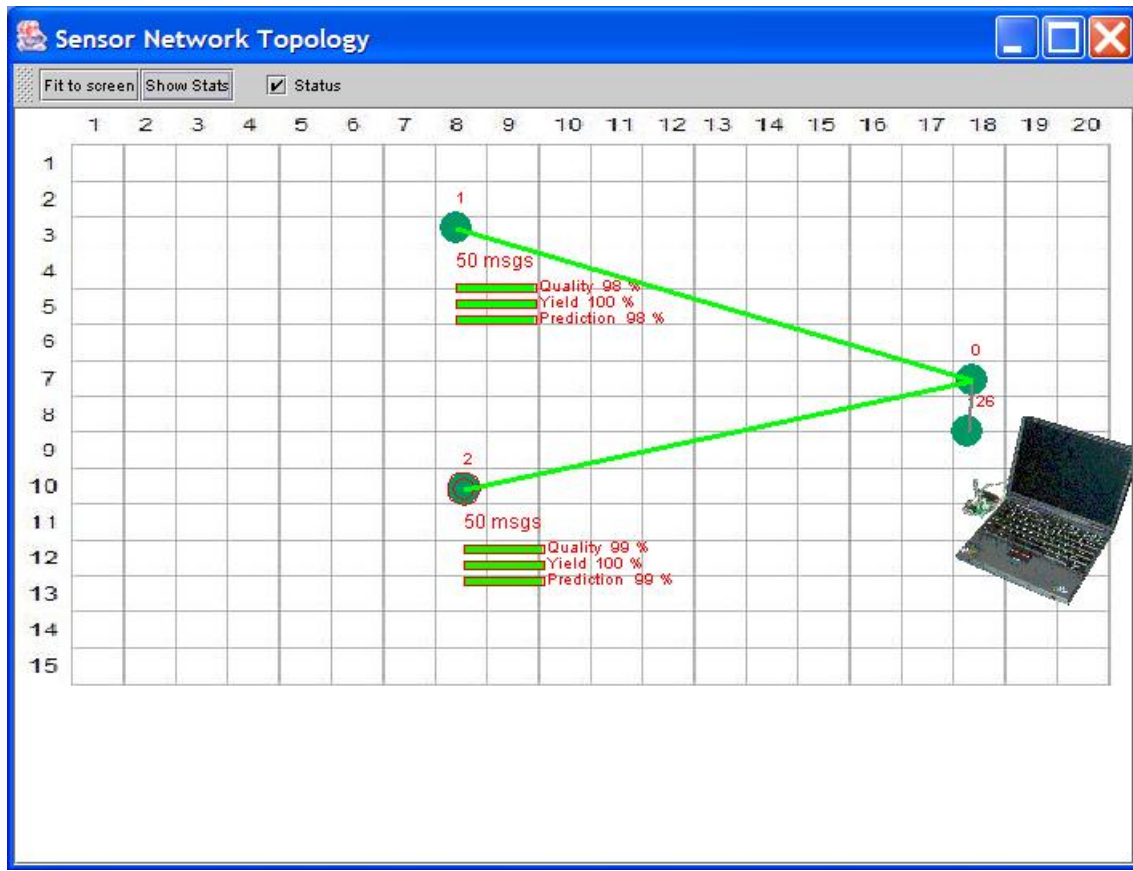 Sensor Network Topology
Fit to screen Show Stats Status
1 2 3 4 5 6 7 8 9 10 11 12 13 14 15 16 17 18 19 20
1
2
1
3
4
50 msgs
Quality 98 %
5
Yield 100 %
Prediction 98 %
6
0
7
126
8
9
2
10
11
50 msgs
12
Quality 99 %
Yield 100 %
13
Prediction 99 %
14
15